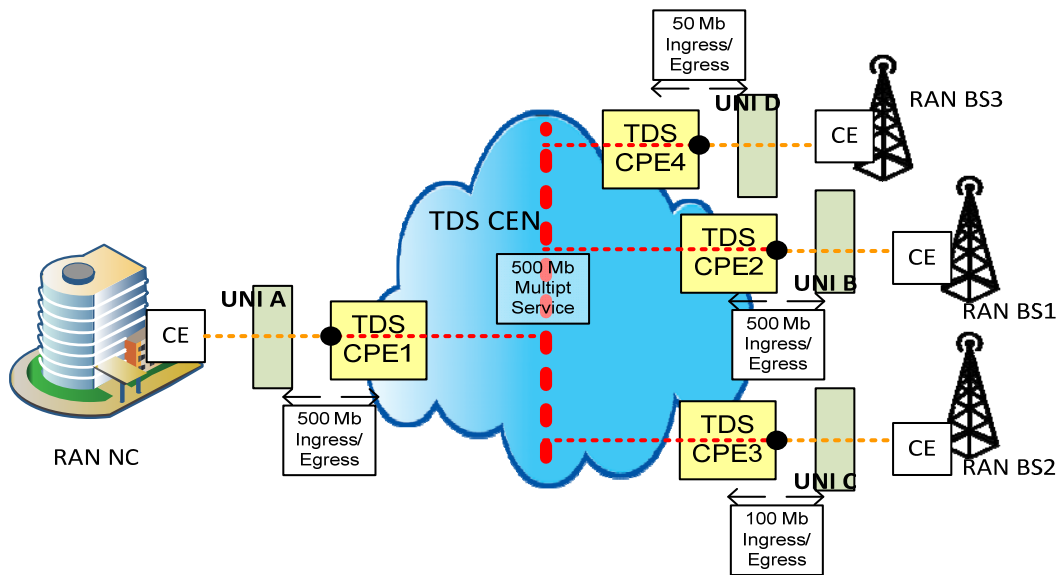 50 Mb
Ingress/
Egress
UNI D
RAN BS3
TDS
CPE4
CE
TDS CEN
TDS
CPE2
CE
500 Mb
Multipt
Service
UNI B
RAN BS1
500 Mb
Ingress/
Egress
UNI A
CE
TDS
CPE1
500 Mb
Ingress/
Egress
RAN NC
TDS
CPE3
CE
RAN BS2
UNI C
100 Mb
Ingress/
Egress